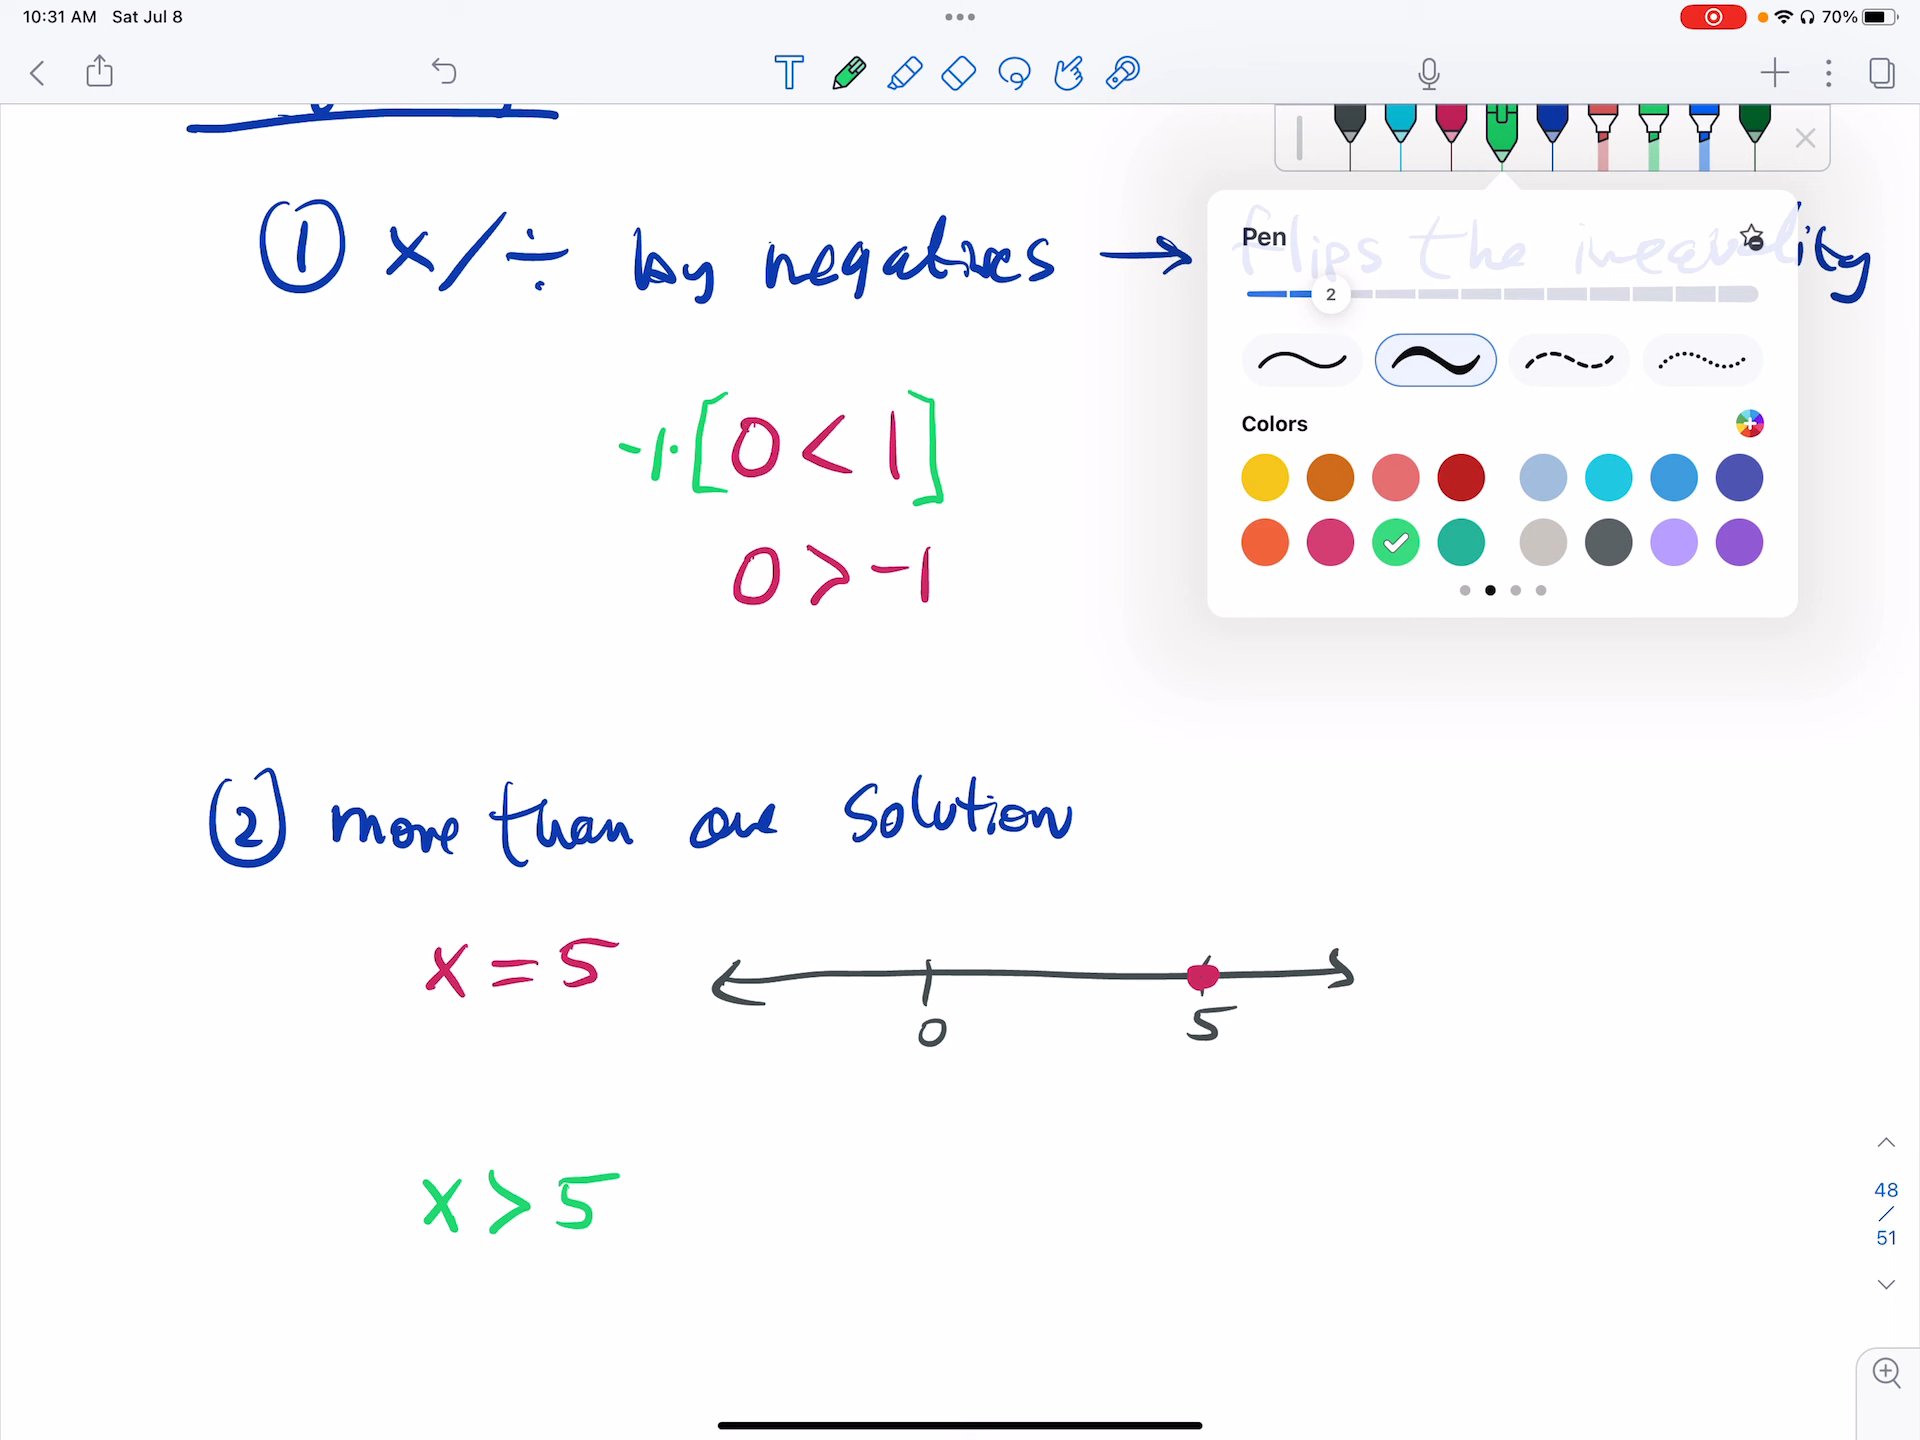 10:31 AM Sat Jul 8
70%
① x/÷ by negatives → flips the inequality
Pen
2
Colors
-1·[0 < 1]
0 > -1
② more than one solution
x = 5
0 5
x > 5
48
/
51